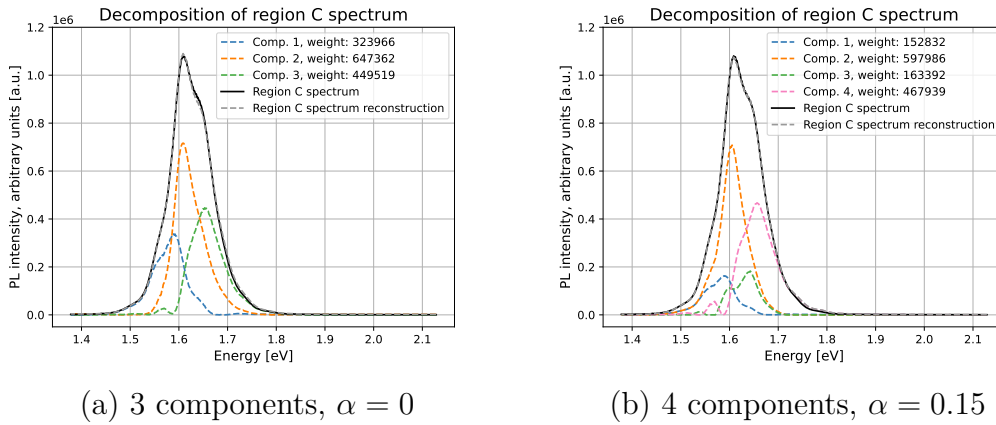 Decomposition of region C spectrum
1e6
1.2
1.0
0.8
0.6
0.4
0.2
0.0
PL intensity, arbitrary units [a.u.]
Comp. 1, weight: 323966
Comp. 2, weight: 647362
Comp. 3, weight: 449519
Region C spectrum
Region C spectrum reconstruction
1.4 1.5 1.6 1.7 1.8 1.9 2.0 2.1
Energy [eV]
(a) 3 components, α = 0
Decomposition of region C spectrum
1e6
1.2
1.0
0.8
0.6
0.4
0.2
0.0
PL intensity, arbitrary units [a.u.]
Comp. 1, weight: 152832
Comp. 2, weight: 597986
Comp. 3, weight: 163392
Comp. 4, weight: 467939
Region C spectrum
Region C spectrum reconstruction
1.4 1.5 1.6 1.7 1.8 1.9 2.0 2.1
Energy [eV]
(b) 4 components, α = 0.15